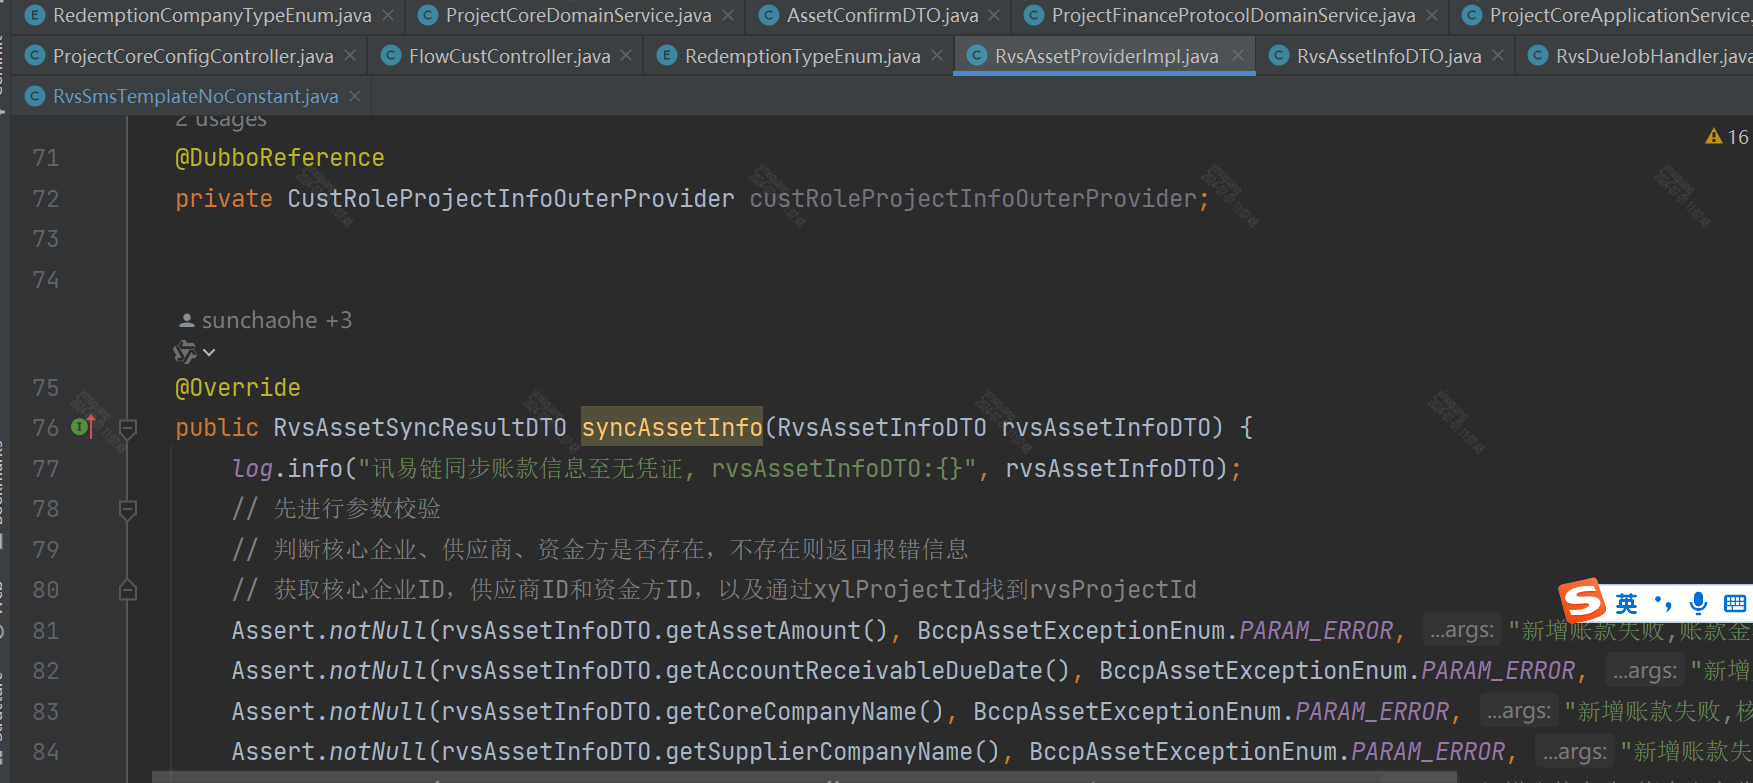 RedemptionCompanyTypeEnum.java ProjectCoreDomainService.java AssetConfirmDTO.java ProjectFinanceProtocolDomainService.java ProjectCoreApplicationService.
ProjectCoreConfigController.java FlowCustController.java RedemptionTypeEnum.java RvsAssetProviderImpl.java RvsAssetInfoDTO.java RvsDueJobHandler.java
RvsSmsTemplateNoConstant.java
2 usages
16
71 @DubboReference
72 private CustRoleProjectInfoOuterProvider custRoleProjectInfoOuterProvider;
73
74
sunchaohe +3
75 @Override
76 public RvsAssetSyncResultDTO syncAssetInfo(RvsAssetInfoDTO rvsAssetInfoDTO) {
77 log.info("讯易链同步账款信息至无凭证, rvsAssetInfoDTO:{}", rvsAssetInfoDTO);
78 // 先进行参数校验
79 // 判断核心企业、供应商、资金方是否存在，不存在则返回报错信息
80 // 获取核心企业ID，供应商ID和资金方ID，以及通过xylProjectId找到rvsProjectId
英
81 Assert.notNull(rvsAssetInfoDTO.getAssetAmount(), BccpAssetExceptionEnum.PARAM_ERROR, ...args: "新增账款失败,账款金
82 Assert.notNull(rvsAssetInfoDTO.getAccountReceivableDueDate(), BccpAssetExceptionEnum.PARAM_ERROR, ...args: "新增
83 Assert.notNull(rvsAssetInfoDTO.getCoreCompanyName(), BccpAssetExceptionEnum.PARAM_ERROR, ...args: "新增账款失败,核
84 Assert.notNull(rvsAssetInfoDTO.getSupplierCompanyName(), BccpAssetExceptionEnum.PARAM_ERROR, ...args: "新增账款失